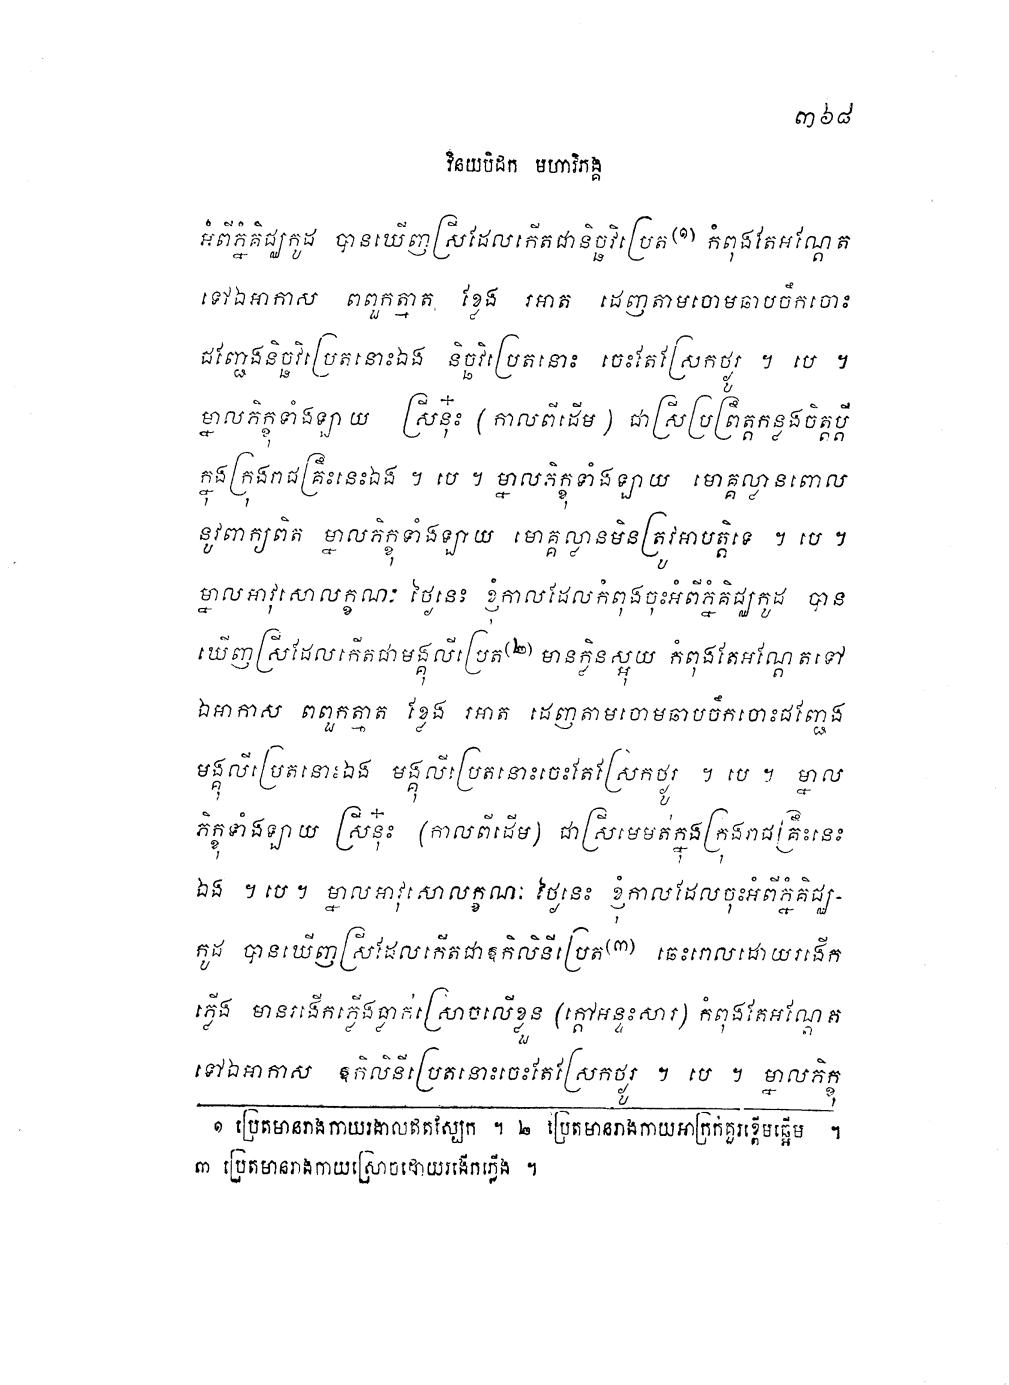 ៣៦៨
វិនយបិដក មហាវិភង្គ
អំពីភ្នំគិជ្ឈកូដ បានឃើញស្រីដែលកើតជានិច្ឆវិប្រេត(១) កំពុងតែអណ្តែត
ទៅឯអាកាស ពពួកត្មាត ខ្លែង រអាត ដេញតាមចោមឆាបចឹកចោះ
ជញ្ជែងនិច្ឆវិប្រេតនោះឯង និច្ឆវិប្រេតនោះ ចេះតែស្រែកថ្ងូរ ។ បេ ។
ម្នាលភិក្ខុទាំងឡាយ ស្រីនុ៎ះ (កាលពីដើម) ជាស្រីប្រព្រឹត្តកន្លងចិត្តប្តី
ក្នុងក្រុងរាជគ្រឹះនេះឯង ។ បេ ។ ម្នាលភិក្ខុទាំងឡាយ មោគ្គល្លានពោល
នូវពាក្យពិត ម្នាលភិក្ខុទាំងឡាយ មោគ្គល្លានមិនត្រូវអាបត្តិទេ ។ បេ ។
ម្នាលអាវុសោលក្ខណៈ ថ្ងៃនេះ ខ្ញុំកាលដែលកំពុងចុះអំពីភ្នំគិជ្ឈកូដ បាន
ឃើញស្រីដែលកើតជាមង្គុលីប្រេត(២) មានក្លិនស្អុយ កំពុងតែអណ្តែតទៅ
ឯអាកាស ពពួកត្មាត ខ្លែង រអាត ដេញតាមចោមឆាបចឹកចោះជញ្ជែង
មង្គុលីប្រេតនោះឯង មង្គុលីប្រេតនោះចេះតែស្រែកថ្ងូរ ។ បេ ។ ម្នាល
ភិក្ខុទាំងឡាយ ស្រីនុ៎ះ (កាលពីដើម) ជាស្រីមេមត់ក្នុងក្រុងរាជគ្រឹះនេះ
ឯង ។ បេ ។ ម្នាលអាវុសោលក្ខណៈ ថ្ងៃនេះ ខ្ញុំកាលដែលចុះអំពីភ្នំគិជ្ឈ-
កូដ បានឃើញស្រីដែលកើតជាឧកិលិនីប្រេត(៣) ឆេះរោលដោយរងើក
ភ្លើង មានរងើកភ្លើងធ្លាក់ស្រោចលើខ្លួន (ក្តៅអន្ទះសារ) កំពុងតែអណ្តែត
ទៅឯអាកាស ឧកិលិនីប្រេតនោះចេះតែស្រែកថ្ងូរ ។ បេ ។ ម្នាលភិក្ខុ
១ ប្រេតមានរាងកាយរងាលឥតស្បែក ។ ២ ប្រេតមានរាងកាយអាក្រក់គួរខ្ពើមឆ្អើម ។
៣ ប្រេតមានរាងកាយស្រោចដោយរងើកភ្លើង ។